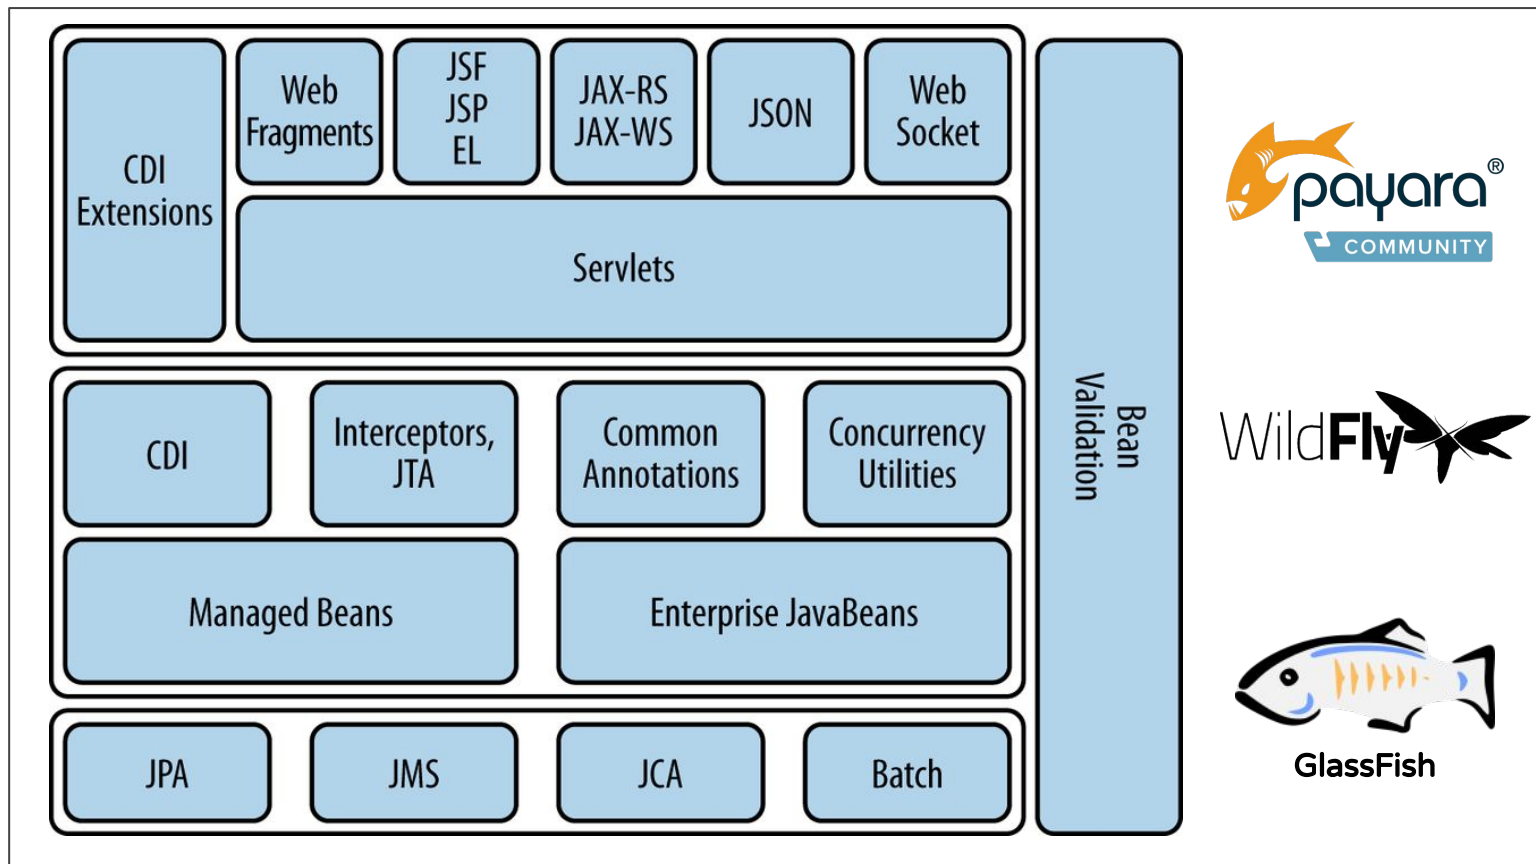 CDI
Extensions
Web
Fragments
JSF
JSP
EL
JAX-RS
JAX-WS
JSON
Web
Socket
Servlets
CDI
Interceptors,
JTA
Common
Annotations
Concurrency
Utilities
Managed Beans
Enterprise JavaBeans
JPA
JMS
JCA
Batch
Bean
Validation
payara®
COMMUNITY
WildFly
GlassFish